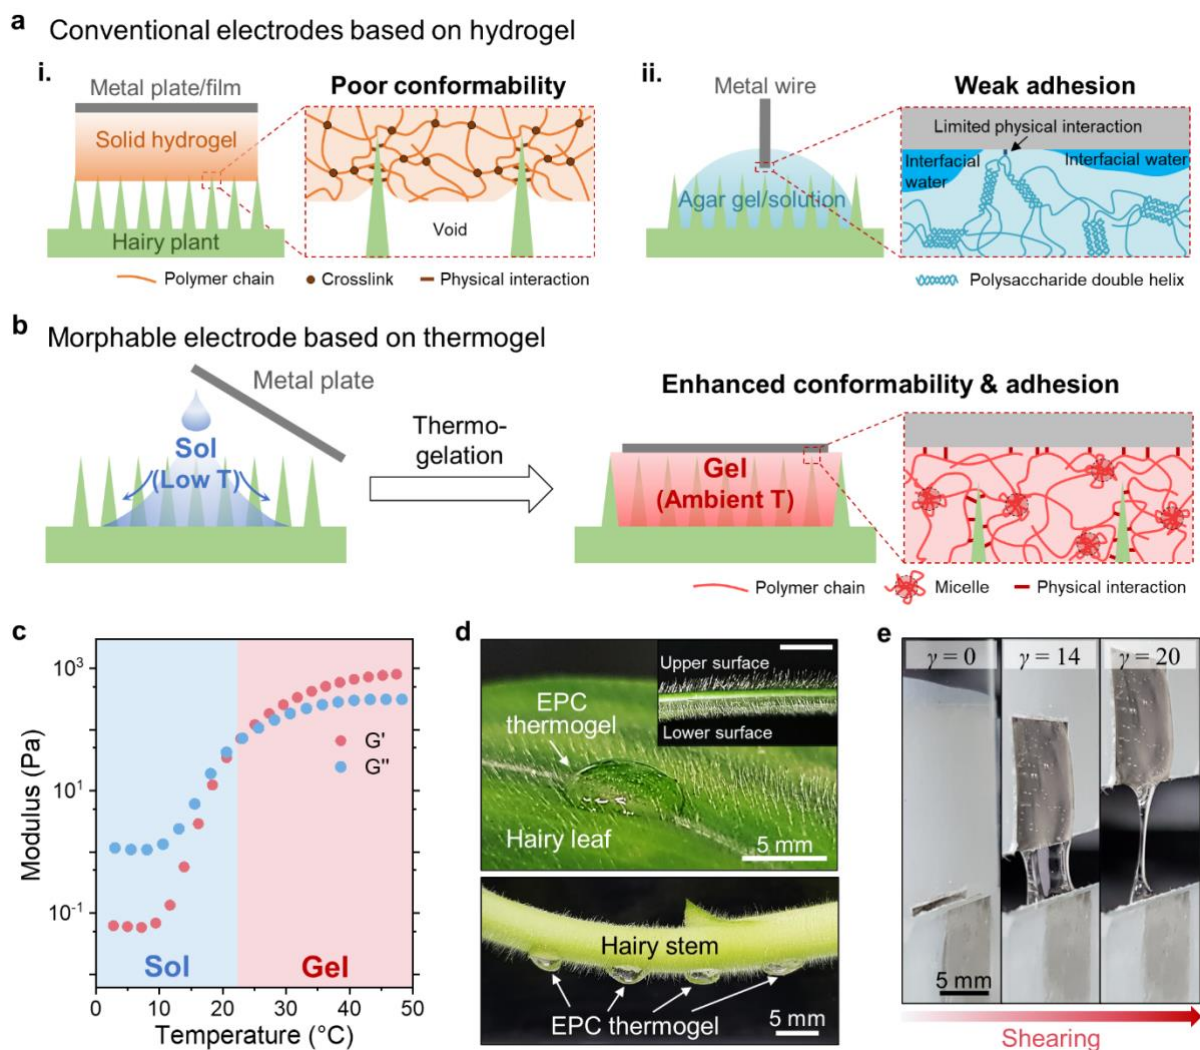 a Conventional electrodes based on hydrogel
i.
Metal plate/film
Poor conformability
Solid hydrogel
Hairy plant
Void
Polymer chain
Crosslink
Physical interaction
ii.
Metal wire
Weak adhesion
Limited physical interaction
Interfacial
water
Interfacial water
Agar gel/solution
Polysaccharide double helix
b Morphable electrode based on thermogel
Metal plate
Sol
(Low T)
Thermo-
gelation
Enhanced conformability & adhesion
Gel
(Ambient T)
Polymer chain
Micelle
Physical interaction
c
Modulus (Pa)
10³
10¹
10⁻¹
G'
G"
Sol
Gel
0 10 20 30 40 50
Temperature (°C)
d
EPC
thermogel
Upper surface
Lower surface
Hairy leaf
5 mm
Hairy stem
EPC thermogel
5 mm
e
γ = 0
γ = 14
γ = 20
5 mm
Shearing